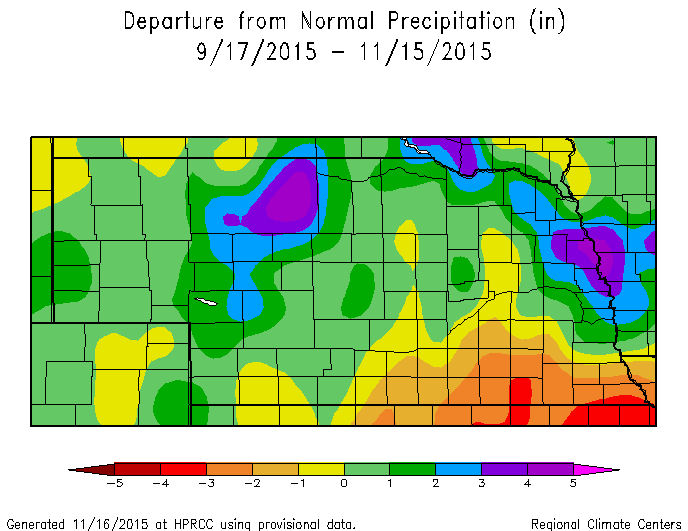 Departure from Normal Precipitation (in)
9/17/2015 – 11/15/2015
-5 -4 -3 -2 -1 0 1 2 3 4 5
Generated 11/16/2015 at HPRCC using provisional data. Regional Climate Centers